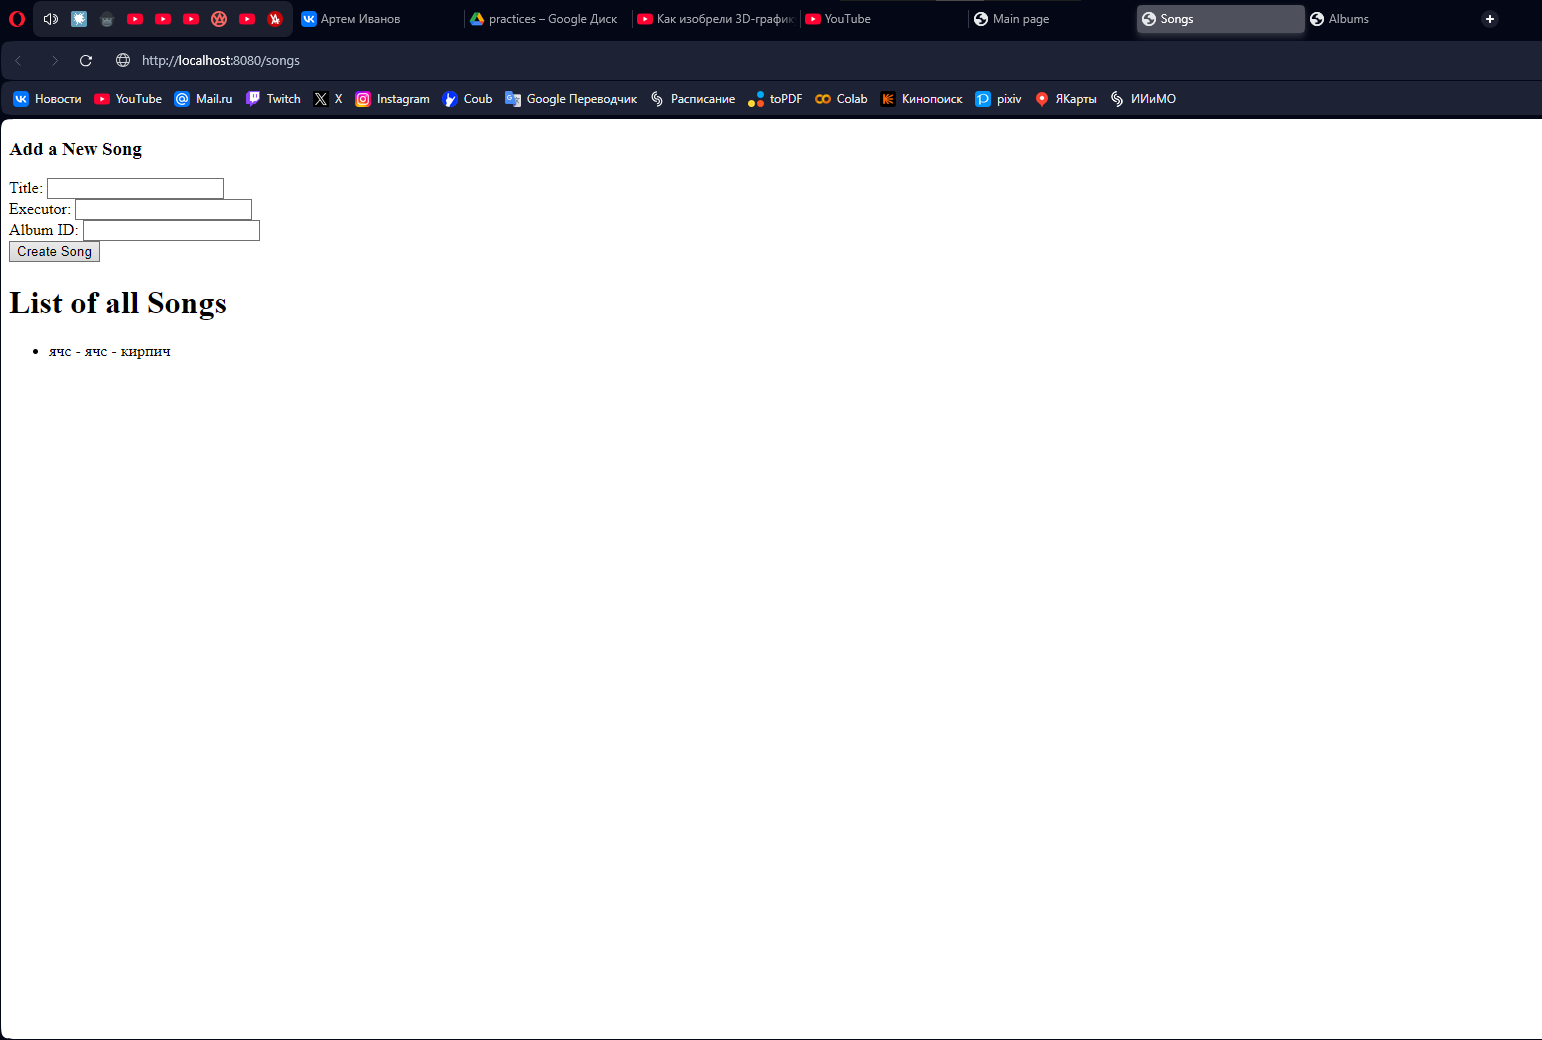 Артем Иванов
practices – Google Диск
Как изобрели 3D-график
YouTube
Main page
Songs
Albums
http://localhost:8080/songs
Новости
YouTube
Mail.ru
Twitch
X
Instagram
Coub
Google Переводчик
Расписание
toPDF
Colab
Кинопоиск
pixiv
ЯКарты
ИИиМО
Add a New Song
Title:
Executor:
Album ID:
Create Song
List of all Songs
• ячс - ячс - кирпич